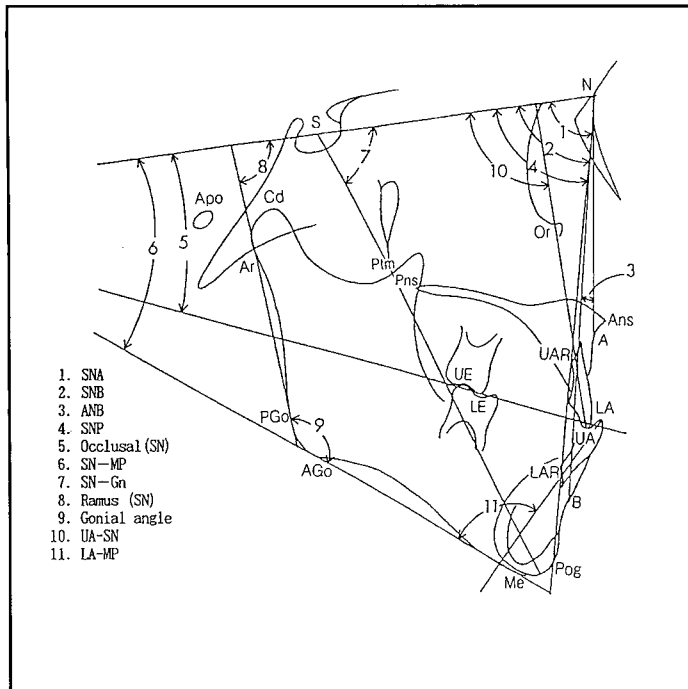 N
S
1
2
4
10
7
8
Cd
Apo
6
5
Ar
Or
Ptm
Pns
3
Ans
A
UAR
UE
LE
LA
UA
PGo
9
AGo
LAR
B
11
Me
Pog
1. SNA
2. SNB
3. ANB
4. SNP
5. Occlusal(SN)
6. SN-MP
7. SN-Gn
8. Ramus (SN)
9. Gonial angle
10. UA-SN
11. LA-MP